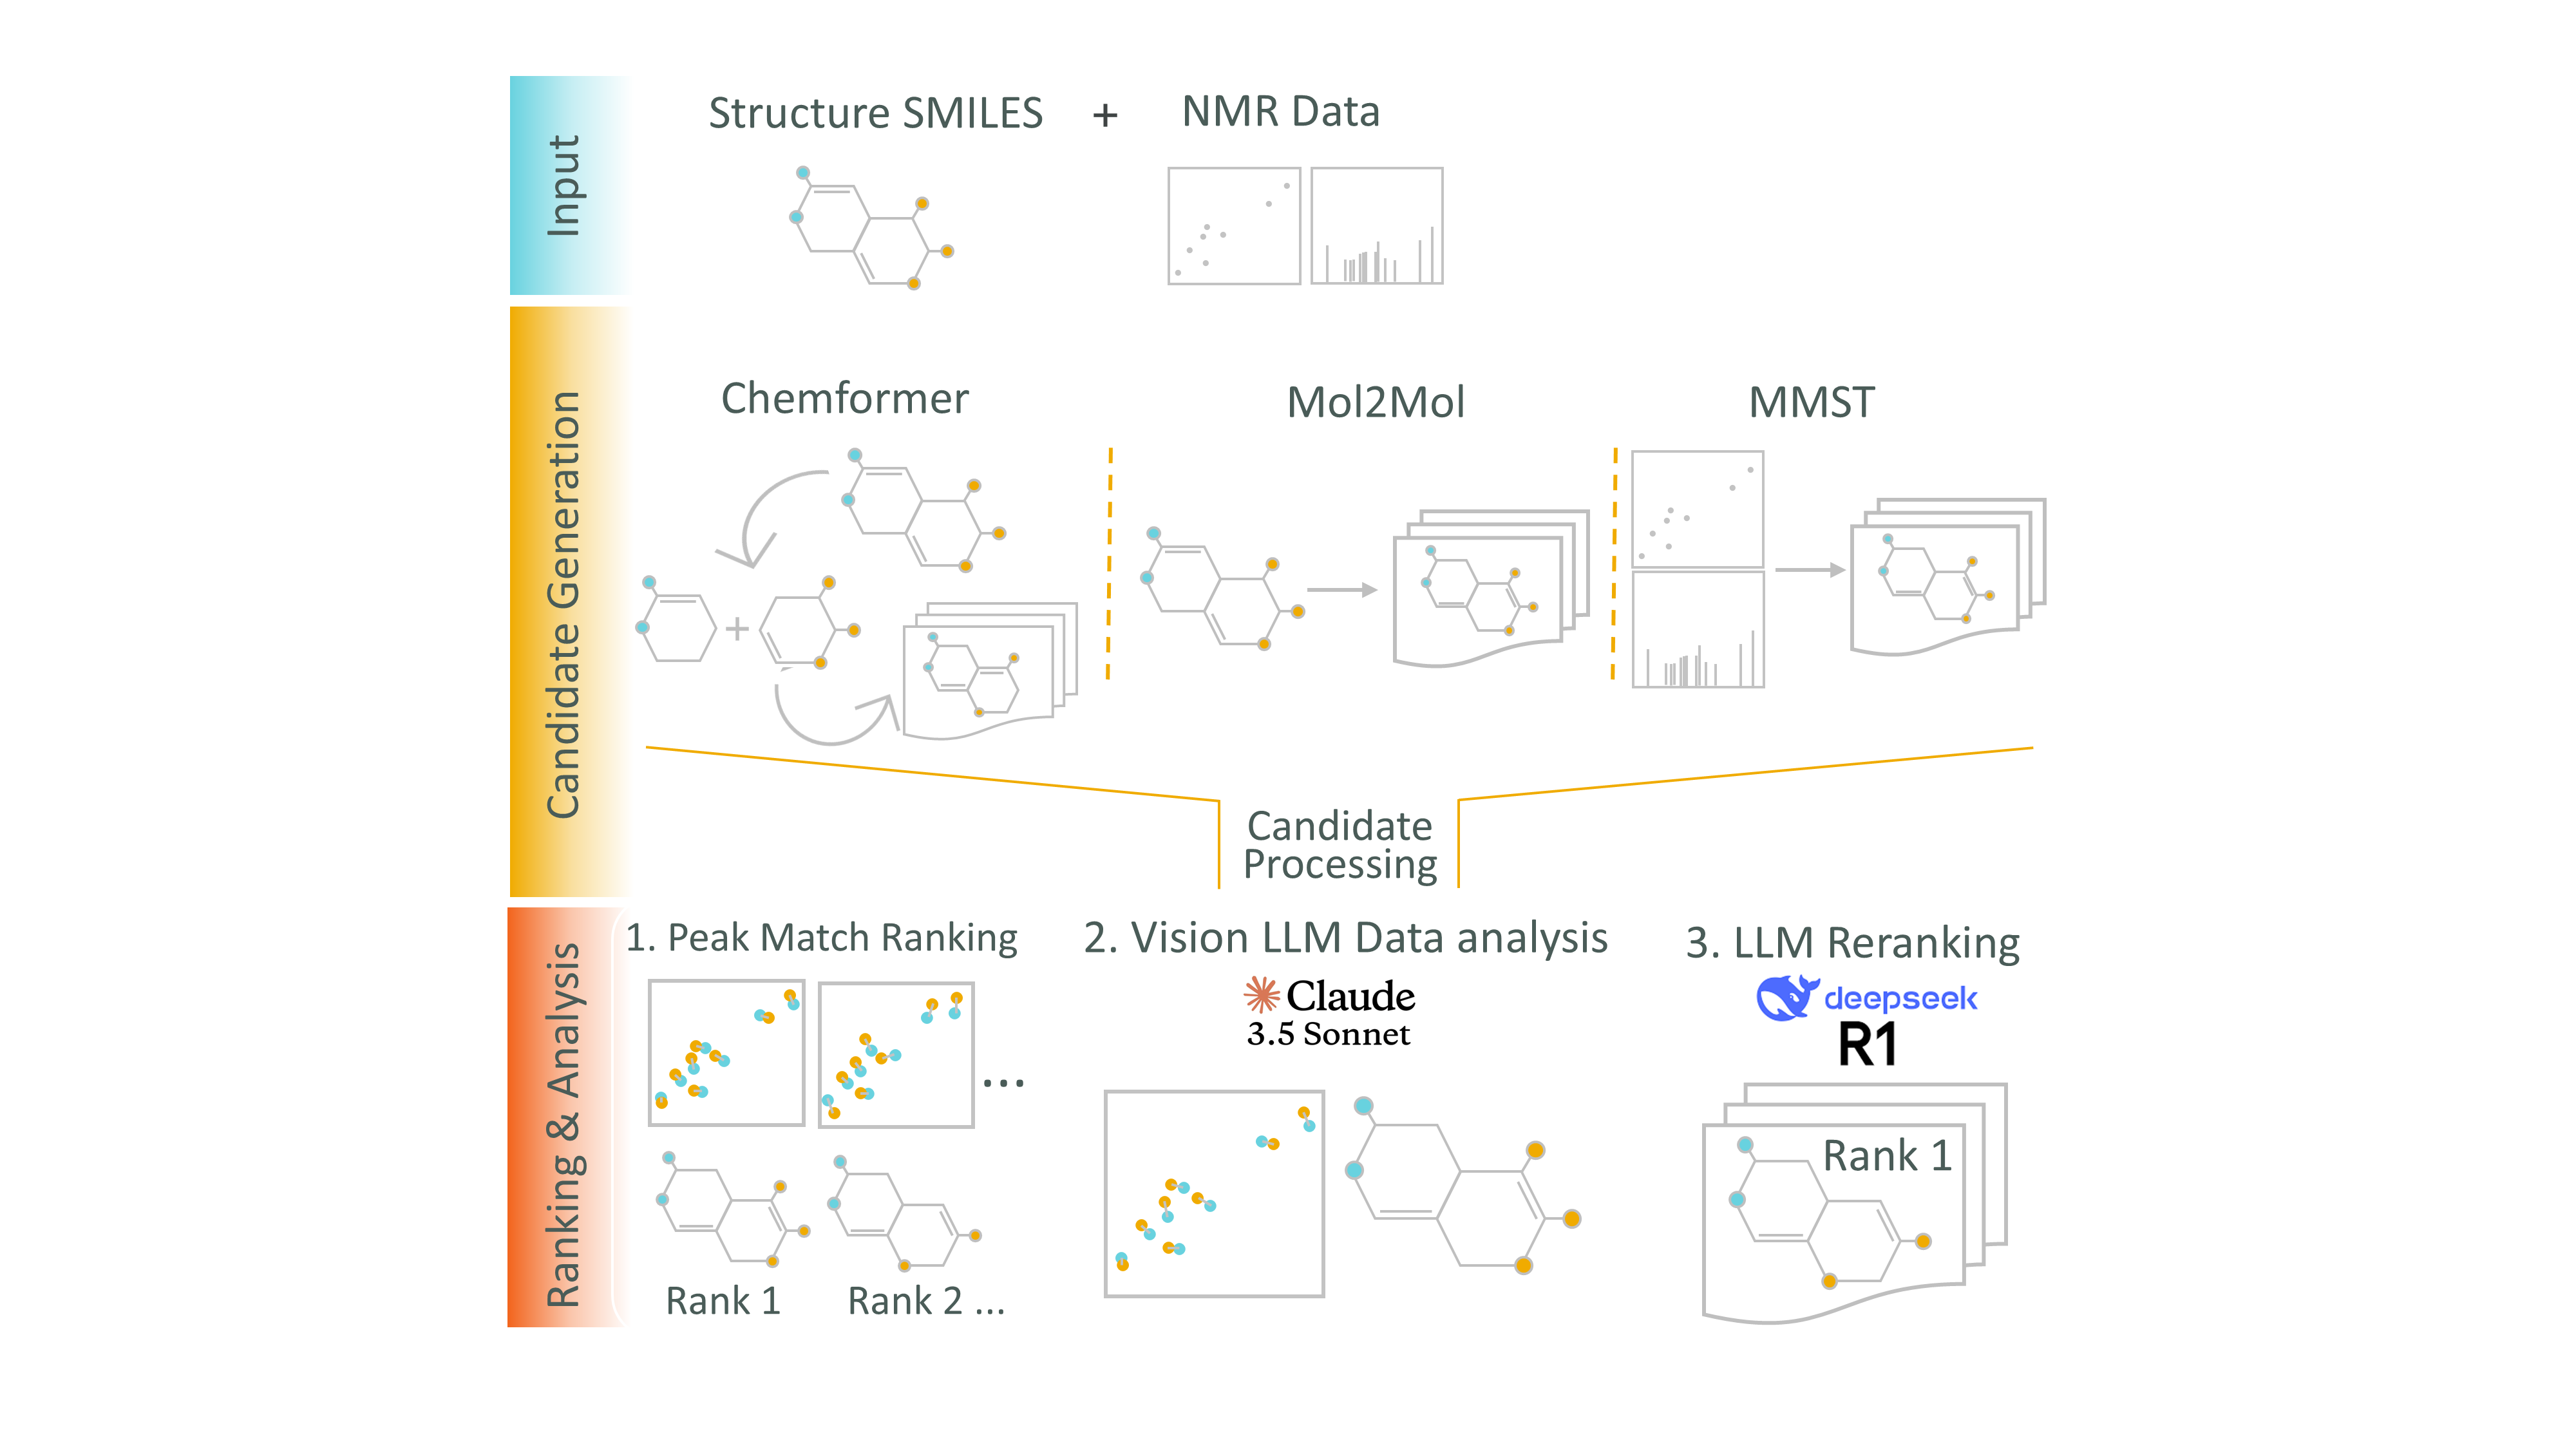 Input
Structure SMILES + NMR Data
Candidate Generation
Chemformer
Mol2Mol
MMST
+
Candidate
Processing
Ranking & Analysis
1. Peak Match Ranking
...
Rank 1
Rank 2 ...
2. Vision LLM Data analysis
Claude
3.5 Sonnet
3. LLM Reranking
deepseek
R1
Rank 1